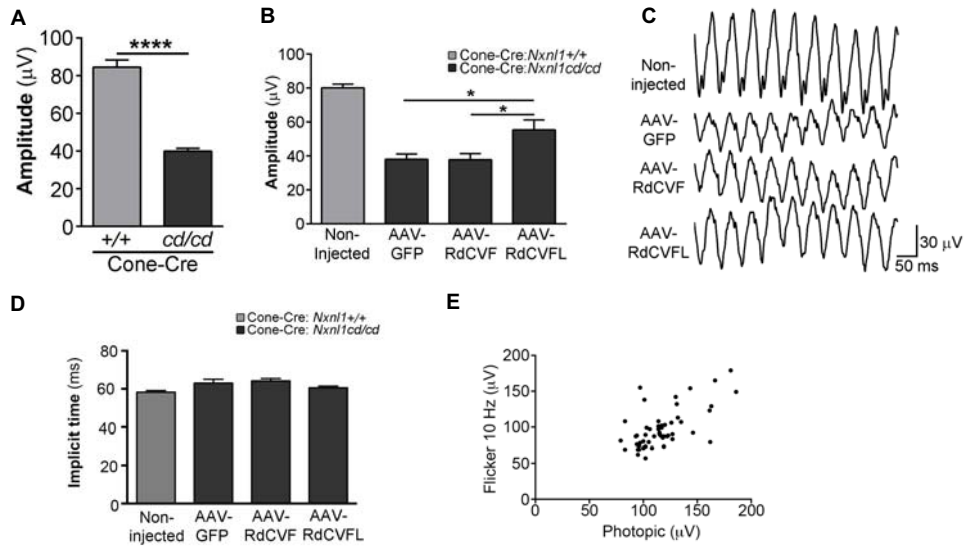 A
Amplitude (μV)
100
80
60
40
20
0
****
+/+ cd/cd
Cone-Cre
B
Amplitude (μV)
100
80
60
40
20
0
Cone-Cre:Nxnl1+/+
Cone-Cre:Nxnl1cd/cd
*
*
Non-
Injected
AAV-
GFP
AAV-
RdCVF
AAV-
RdCVFL
C
Non-
injected
AAV-
GFP
AAV-
RdCVF
AAV-
RdCVFL
30 μV
50 ms
D
Implicit time (ms)
80
60
40
20
0
Cone-Cre: Nxnl1+/+
Cone-Cre: Nxnl1cd/cd
Non-
injected
AAV-
GFP
AAV-
RdCVF
AAV-
RdCVFL
E
Flicker 10 Hz (μV)
200
150
100
50
0
0 50 100 150 200
Photopic (μV)